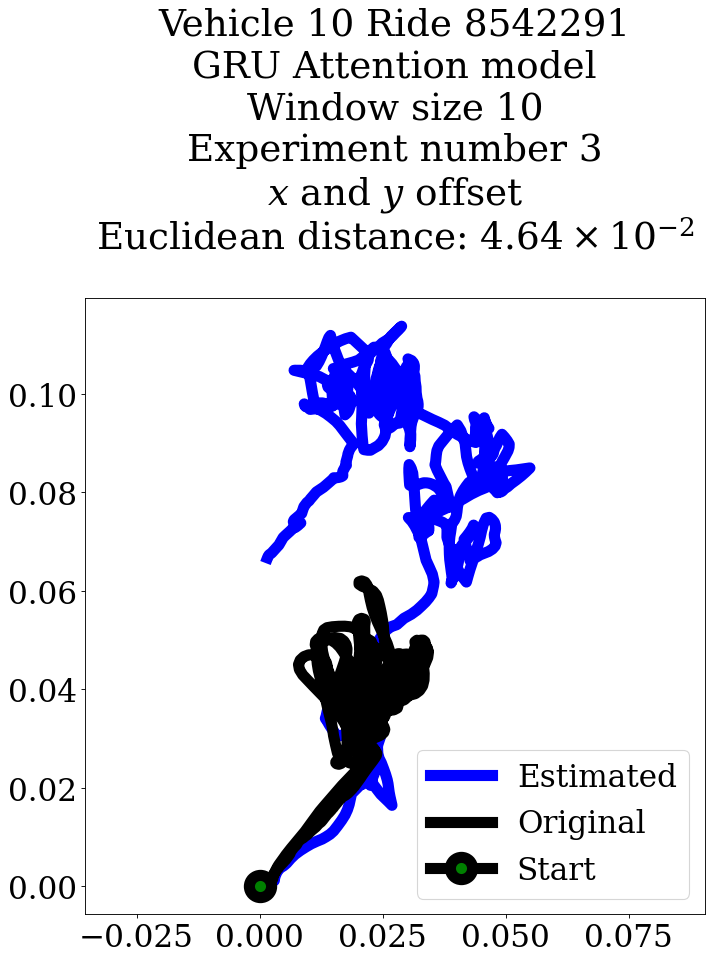 Vehicle 10 Ride 8542291
GRU Attention model
Window size 10
Experiment number 3
x and y offset
Euclidean distance: 4.64 × 10⁻²
0.10
0.08
0.06
0.04
0.02
0.00
Estimated
Original
Start
−0.025 0.000 0.025 0.050 0.075